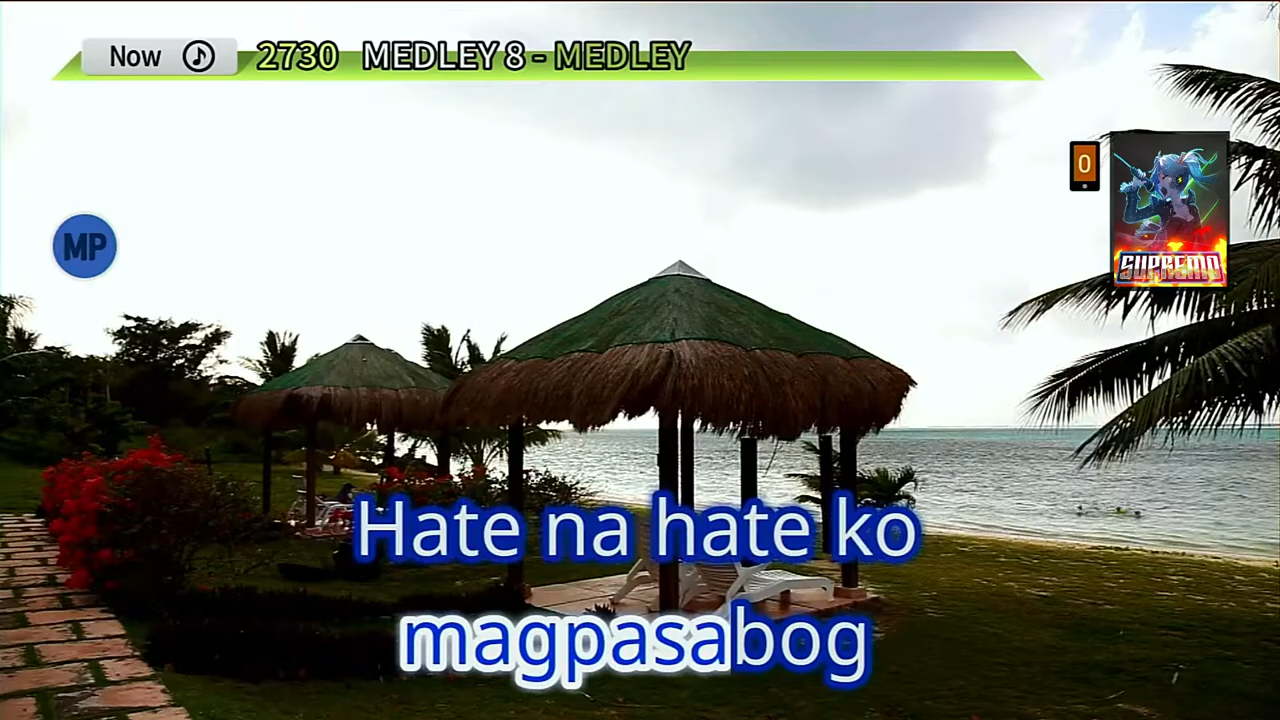 Now 2730 MEDLEY 8 - MEDLEY
0
SUPREMO
MP
Hate na hate ko
magpasabog